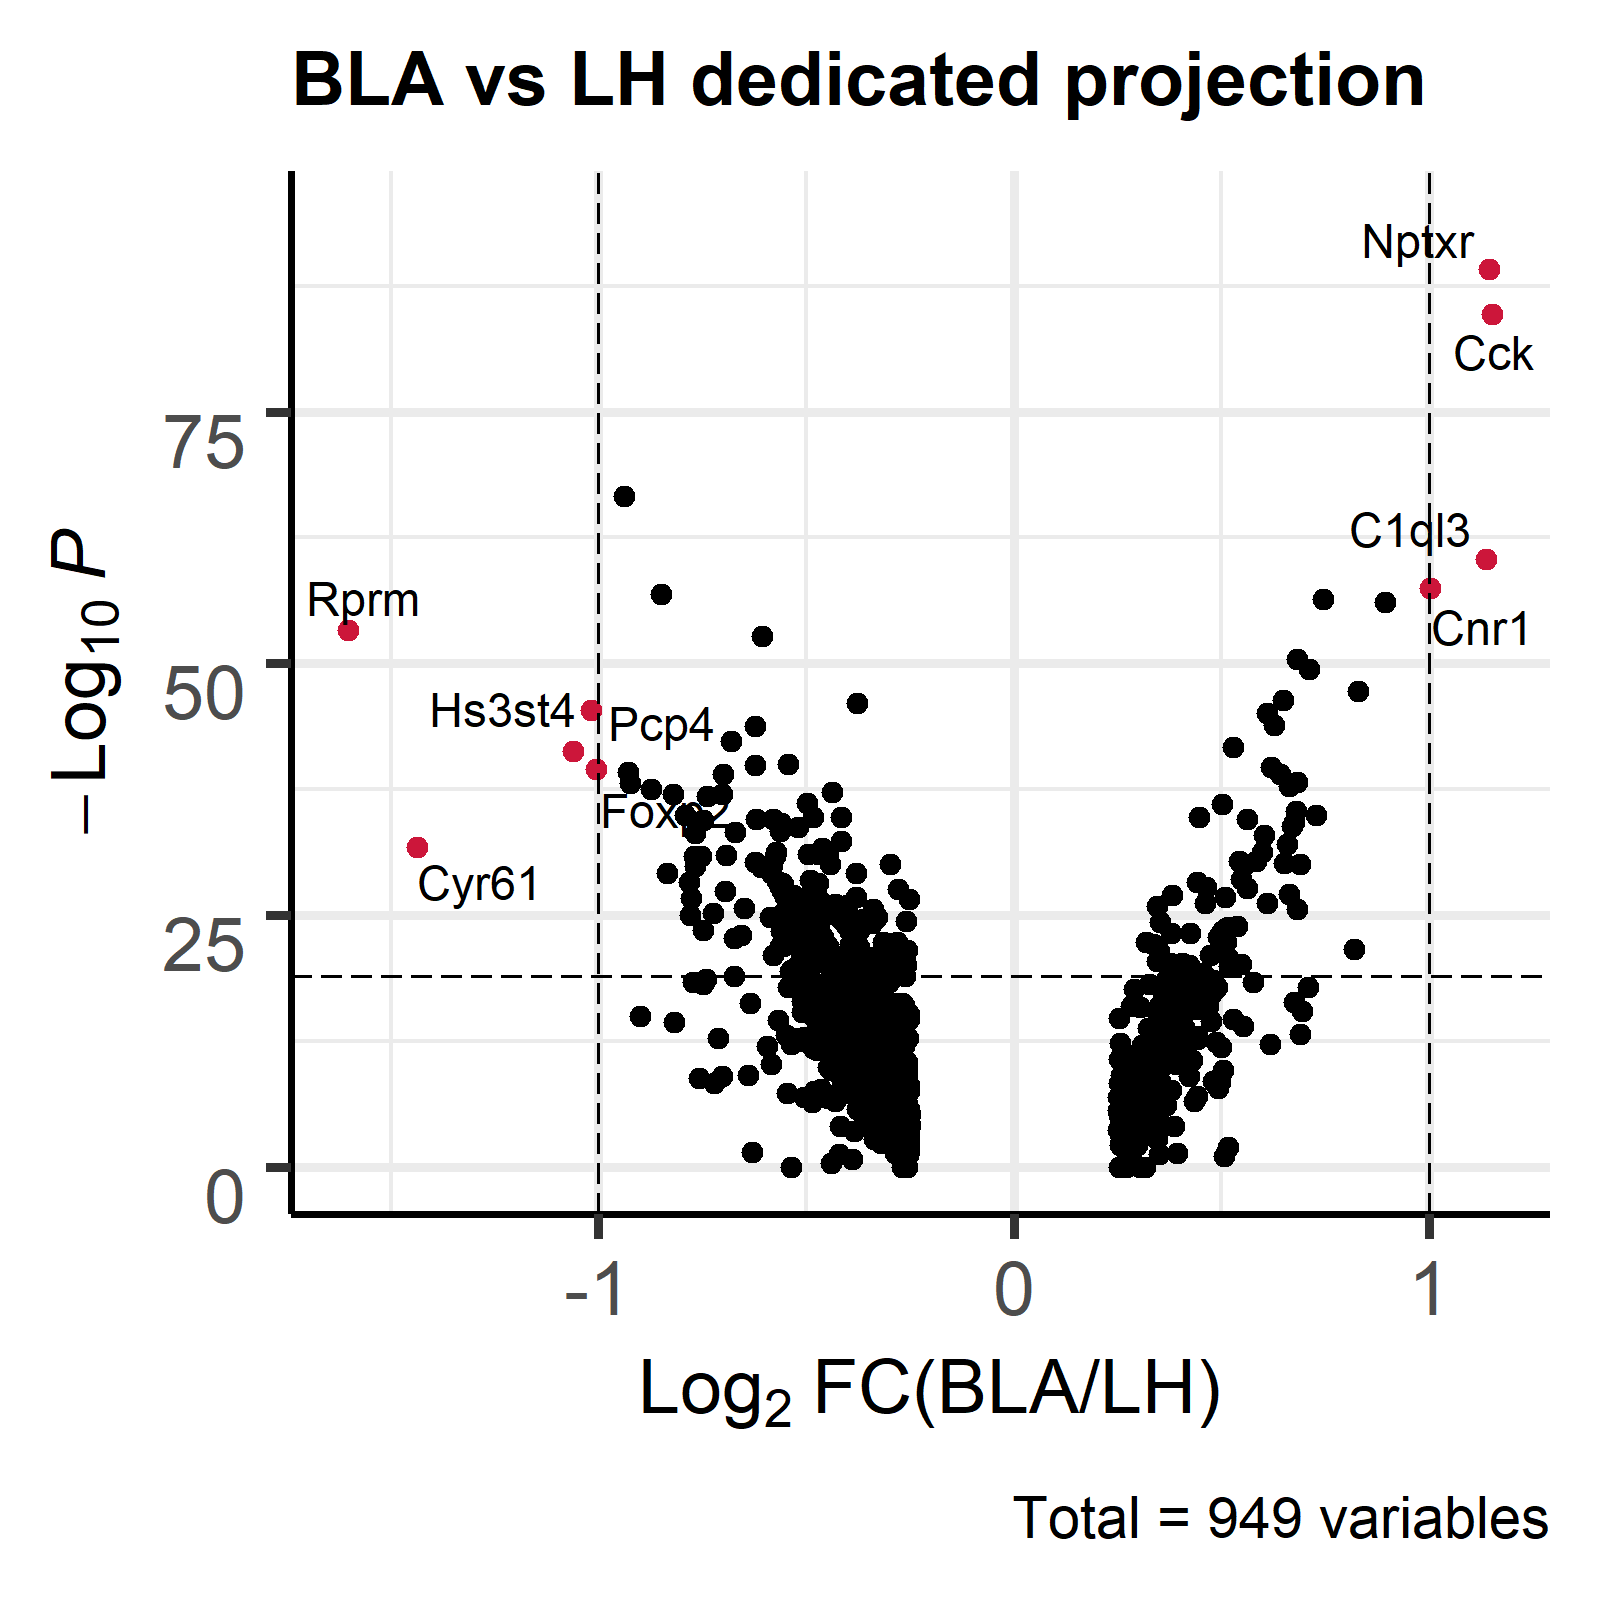 BLA vs LH dedicated projection
Nptxr
Cck
75
C1ql3
Rprm
Cnr1
−Log10 P
50
Hs3st4
Pcp4
Foxp2
Cyr61
25
0
-1
0
1
Log2 FC(BLA/LH)
Total = 949 variables